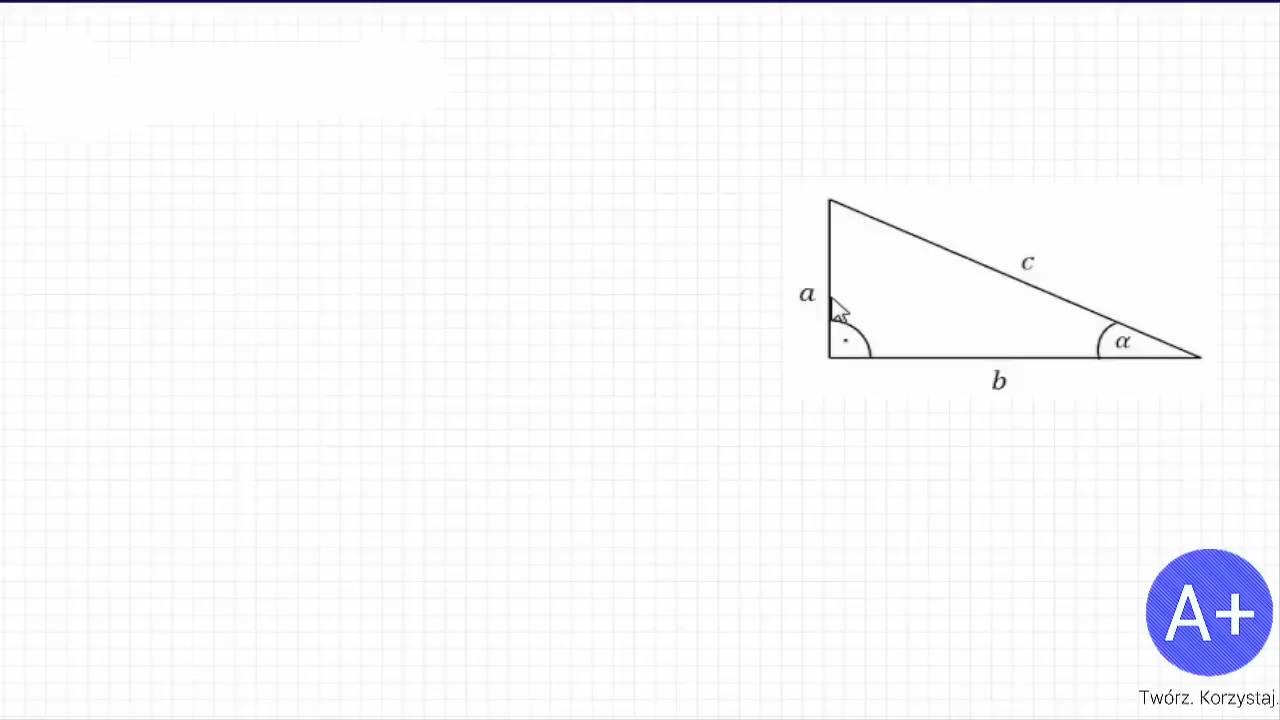 c
a
α
b
A+
Twórz. Korzystaj.